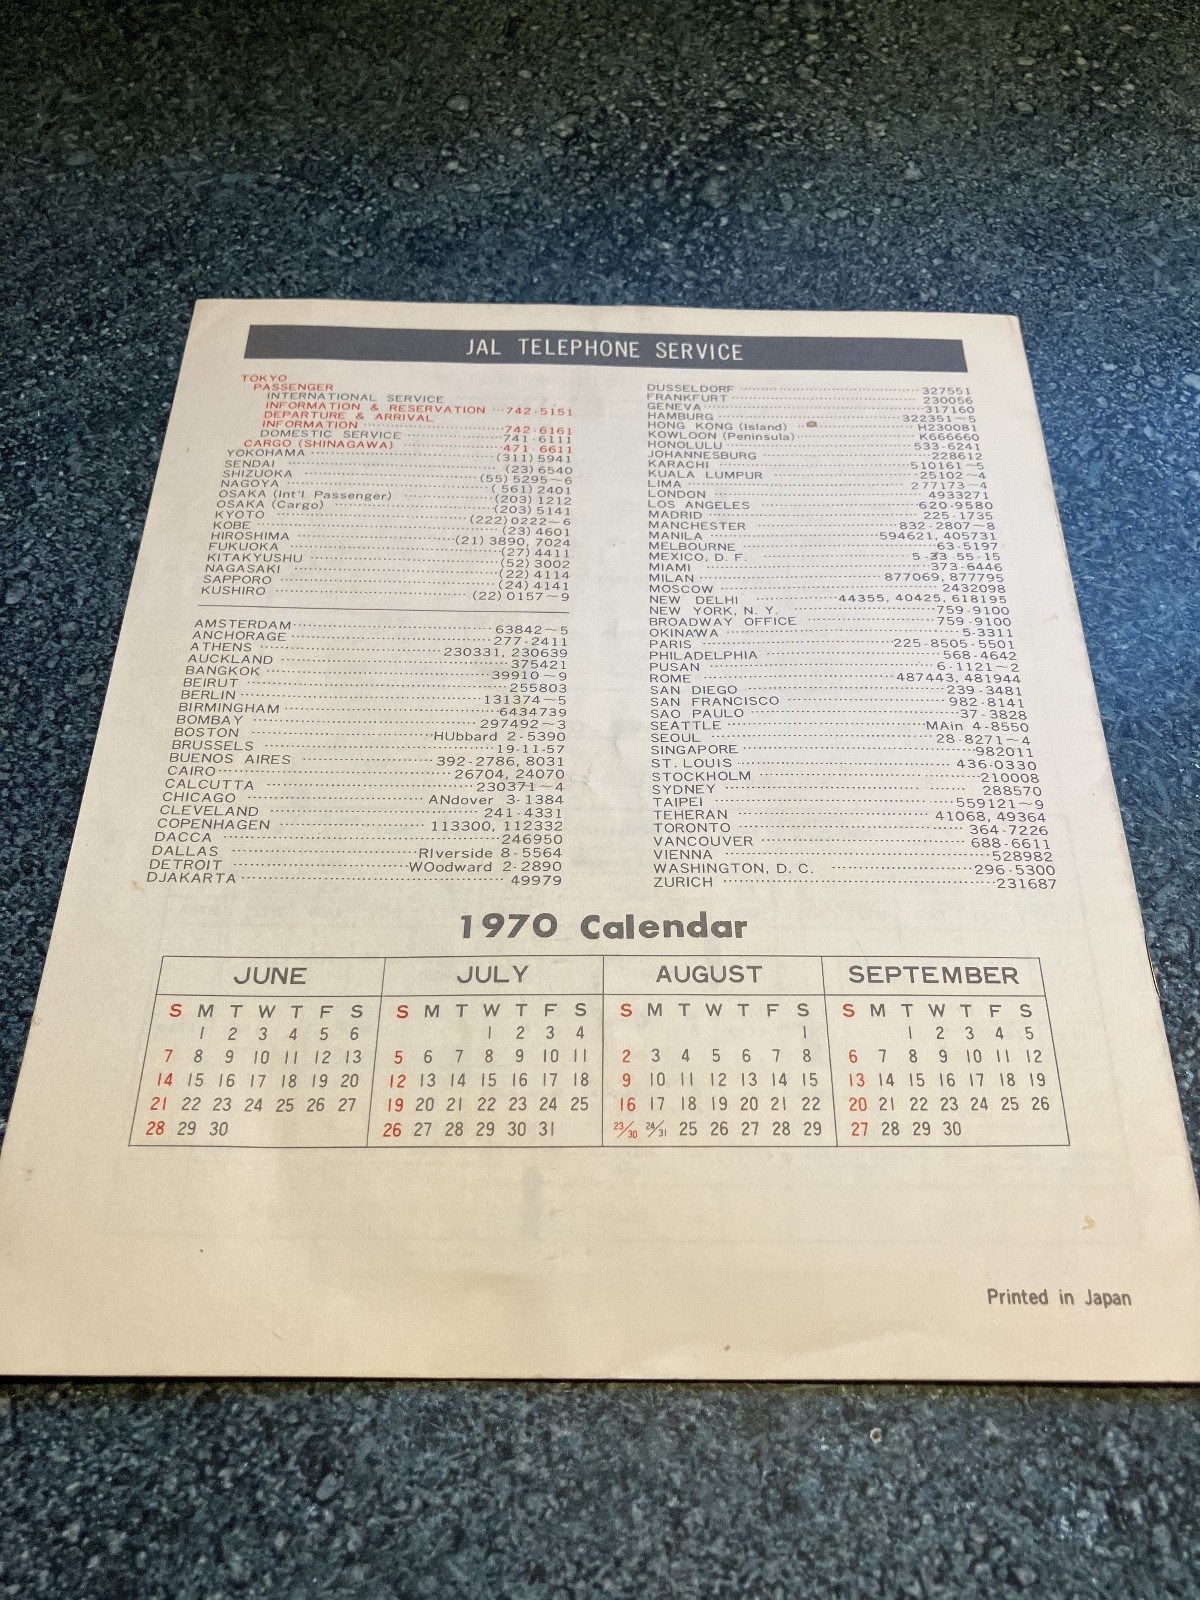 JAL TELEPHONE SERVICE
TOKYO
PASSENGER
INTERNATIONAL SERVICE
INFORMATION & RESERVATION 742-5151
DEPARTURE & ARRIVAL
INFORMATION 742-6161
DOMESTIC SERVICE 741-6111
CARGO (SHINAGAWA) 471-6611
YOKOHAMA (311) 5941
SENDAI (23) 6540
SHIZUOKA (55) 5295~6
NAGOYA (561) 2401
OSAKA (Int'l Passenger) (203) 1212
OSAKA (Cargo) (203) 5141
KYOTO (222) 0222~6
KOBE (23) 4601
HIROSHIMA (21) 3890, 7024
FUKUOKA (27) 4411
KITAKYUSHU (52) 3002
NAGASAKI (22) 4114
SAPPORO (24) 4141
KUSHIRO (22) 0157~9
AMSTERDAM 63842~5
ANCHORAGE 277-2411
ATHENS 230331, 230639
AUCKLAND 375421
BANGKOK 39910~9
BEIRUT 255803
BERLIN 131374~5
BIRMINGHAM 6434739
BOMBAY 297492~3
BOSTON HUbbard 2-5390
BRUSSELS 19-11-57
BUENOS AIRES 392-2786, 8031
CAIRO 26704, 24070
CALCUTTA 230371~4
CHICAGO ANdover 3-1384
CLEVELAND 241-4331
COPENHAGEN 113300, 112332
DACCA 246950
DALLAS RIverside 8-5564
DETROIT WOodward 2-2890
DJAKARTA 49979
DUSSELDORF 327551
FRANKFURT 230056
GENEVA 317160
HAMBURG 322351~5
HONG KONG (Island) H230081
KOWLOON (Peninsula) K666660
HONOLULU 533-6241
JOHANNESBURG 228612
KARACHI 510161~5
KUALA LUMPUR 25102~4
LIMA 277173~4
LONDON 4933271
LOS ANGELES 620-9580
MADRID 225-1735
MANCHESTER 832-2807~8
MANILA 594621, 405731
MELBOURNE 63-5197
MEXICO, D. F. 5-33-55-15
MIAMI 373-6446
MILAN 877069, 877795
MOSCOW 2432098
NEW DELHI 44355, 40425, 618195
NEW YORK, N. Y. 759-9100
BROADWAY OFFICE 759-9100
OKINAWA 5-3311
PARIS 225-8505-5501
PHILADELPHIA 568-4642
PUSAN 6-1121~2
ROME 487443, 481944
SAN DIEGO 239-3481
SAN FRANCISCO 982-8141
SAO PAULO 37-3828
SEATTLE MAin 4-8550
SEOUL 28-8271~4
SINGAPORE 982011
ST. LOUIS 436-0330
STOCKHOLM 210008
SYDNEY 288570
TAIPEI 559121~9
TEHERAN 41068, 49364
TORONTO 364-7226
VANCOUVER 688-6611
VIENNA 528982
WASHINGTON, D. C. 296-5300
ZURICH 231687
1970 Calendar
JUNE
S M T W T F S
1 2 3 4 5 6
7 8 9 10 11 12 13
14 15 16 17 18 19 20
21 22 23 24 25 26 27
28 29 30
JULY
S M T W T F S
1 2 3 4
5 6 7 8 9 10 11
12 13 14 15 16 17 18
19 20 21 22 23 24 25
26 27 28 29 30 31
AUGUST
S M T W T F S
1
2 3 4 5 6 7 8
9 10 11 12 13 14 15
16 17 18 19 20 21 22
23/30 24/31 25 26 27 28 29
SEPTEMBER
S M T W T F S
1 2 3 4 5
6 7 8 9 10 11 12
13 14 15 16 17 18 19
20 21 22 23 24 25 26
27 28 29 30
Printed in Japan